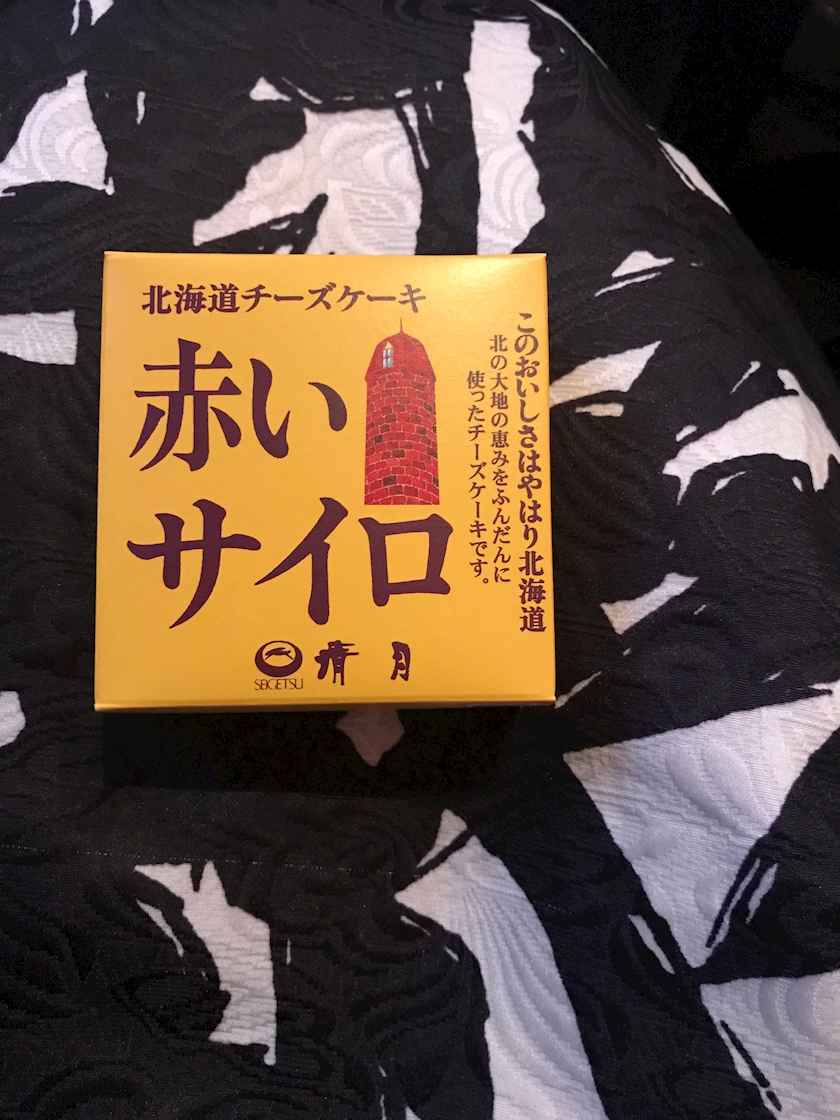 北海道チーズケーキ
赤い
サイロ
このおいしさはやはり北海道
北の大地の恵みをふんだんに
使ったチーズケーキです。
SEIGETSU
清月